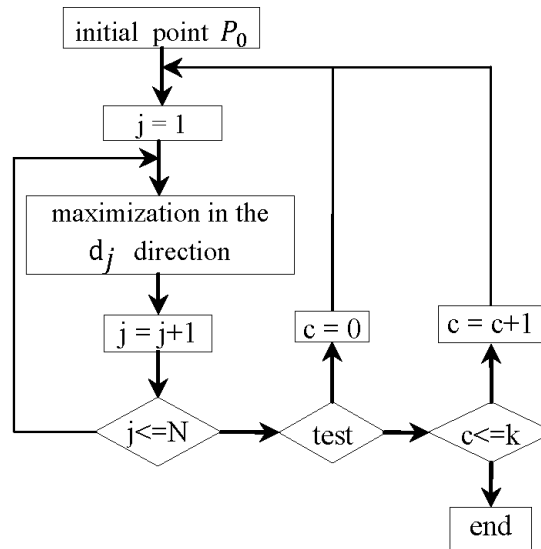 initial point P₀
j = 1
maximization in the
dⱼ direction
j = j+1
c = 0
c = c+1
j<=N
test
c<=k
end